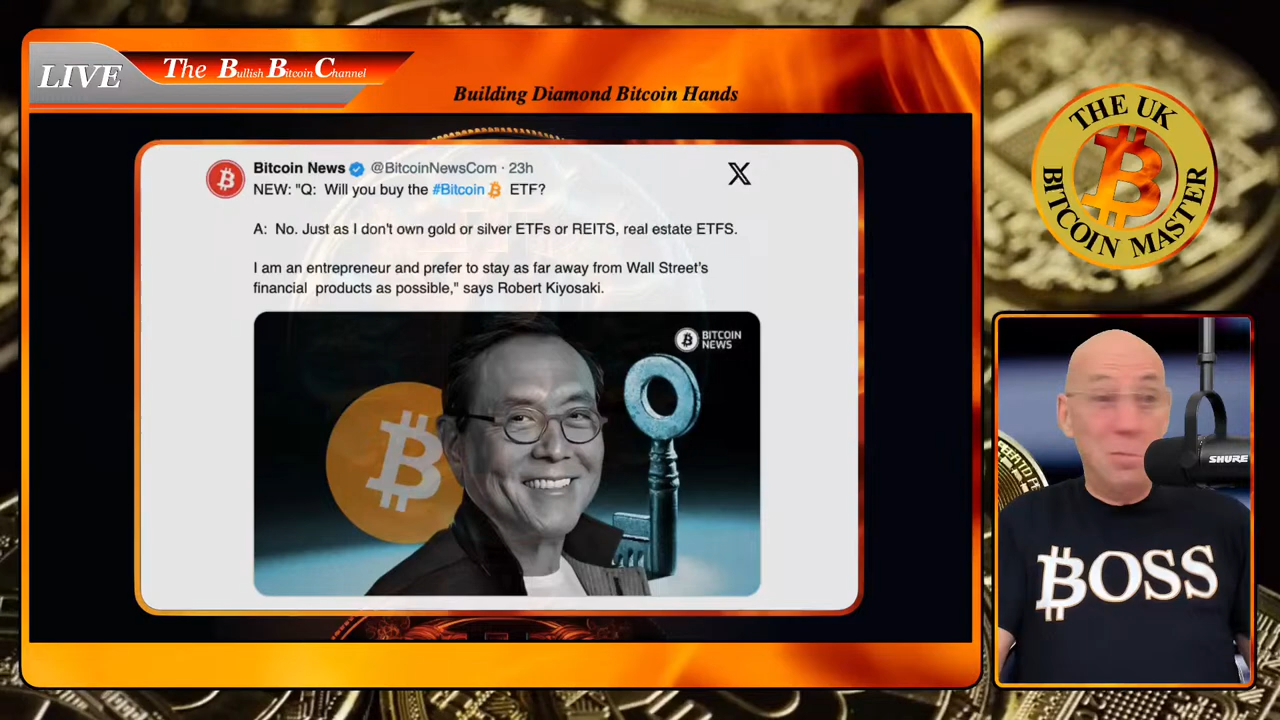 LIVE
The Bullish Bitcoin Channel
Building Diamond Bitcoin Hands
Bitcoin News @BitcoinNewsCom · 23h
NEW: "Q:  Will you buy the #Bitcoin ETF?
A:  No. Just as I don't own gold or silver ETFs or REITS, real estate ETFS.
I am an entrepreneur and prefer to stay as far away from Wall Street's
financial  products as possible," says Robert Kiyosaki.
BITCOIN
NEWS
THE UK
BITCOIN MASTER
SHURE
BOSS